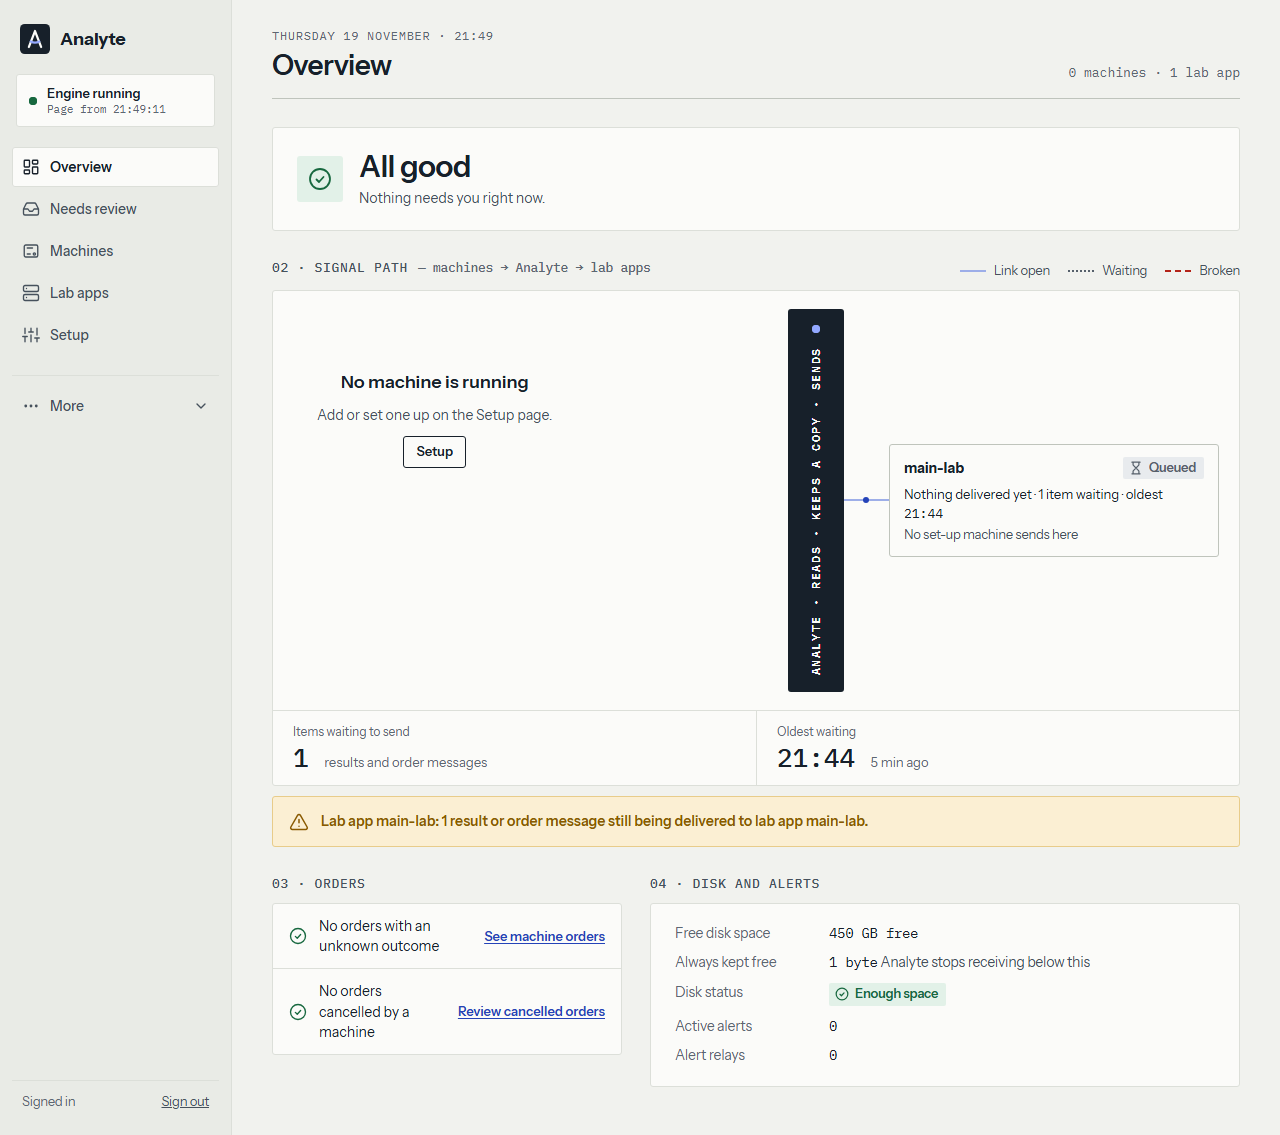 Analyte
Engine running
Page from 21:49:11
Overview
Needs review
Machines
Lab apps
Setup
More
Signed in
Sign out
THURSDAY 19 NOVEMBER · 21:49
Overview
0 machines · 1 lab app
All good
Nothing needs you right now.
02 · SIGNAL PATH — machines → Analyte → lab apps
Link open
Waiting
Broken
No machine is running
Add or set one up on the Setup page.
Setup
ANALYTE · READS · KEEPS A COPY · SENDS
main-lab
Queued
Nothing delivered yet · 1 item waiting · oldest
21:44
No set-up machine sends here
Items waiting to send
1 results and order messages
Oldest waiting
21:44 5 min ago
Lab app main-lab: 1 result or order message still being delivered to lab app main-lab.
03 · ORDERS
No orders with an
unknown outcome
See machine orders
No orders
cancelled by a
machine
Review cancelled orders
04 · DISK AND ALERTS
Free disk space
450 GB free
Always kept free
1 byte Analyte stops receiving below this
Disk status
Enough space
Active alerts
0
Alert relays
0